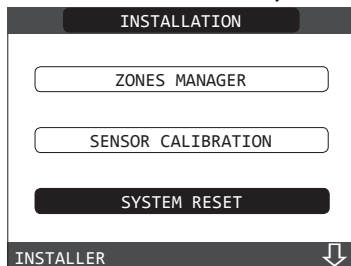 INSTALLATION
ZONES MANAGER
SENSOR CALIBRATION
SYSTEM RESET
INSTALLER